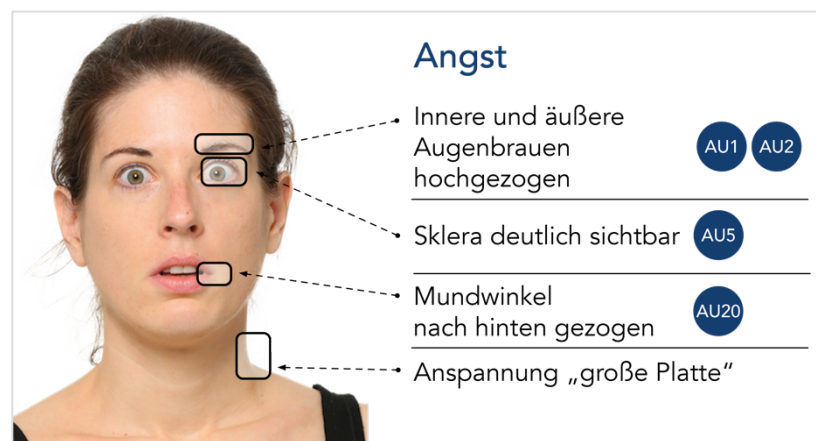 Angst
Innere und äußere
Augenbrauen
hochgezogen
AU1 AU2
Sklera deutlich sichtbar
AU5
Mundwinkel
nach hinten gezogen
AU20
Anspannung „große Platte“